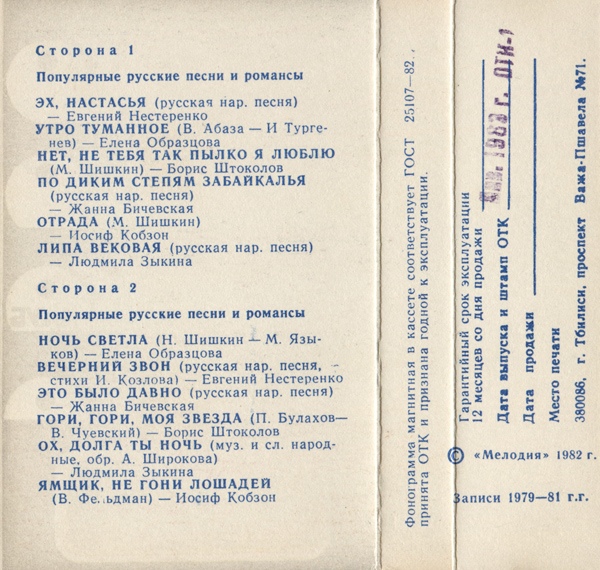 Сторона 1
Популярные русские песни и романсы
ЭХ, НАСТАСЬЯ (русская нар. песня)
— Евгений Нестеренко
УТРО ТУМАННОЕ (В. Абаза — И Турге-
нев) — Елена Образцова
НЕТ, НЕ ТЕБЯ ТАК ПЫЛКО Я ЛЮБЛЮ
(М. Шишкин) — Борис Штоколов
ПО ДИКИМ СТЕПЯМ ЗАБАЙКАЛЬЯ
(русская нар. песня)
— Жанна Бичевская
ОТРАДА (М. Шишкин)
— Иосиф Кобзон
ЛИПА ВЕКОВАЯ (русская нар. песня)
— Людмила Зыкина
Сторона 2
Популярные русские песни и романсы
НОЧЬ СВЕТЛА (Н. Шишкин — М. Язы-
ков) — Елена Образцова
ВЕЧЕРНИЙ ЗВОН (русская нар. песня,
стихи И. Козлова) — Евгений Нестеренко
ЭТО БЫЛО ДАВНО (русская нар. песня)
— Жанна Бичевская
ГОРИ, ГОРИ, МОЯ ЗВЕЗДА (П. Булахов—
В. Чуевский) — Борис Штоколов
ОХ, ДОЛГА ТЫ НОЧЬ (муз. и сл. народ-
ные, обр. А. Широкова)
— Людмила Зыкина
ЯМЩИК, НЕ ГОНИ ЛОШАДЕЙ
(В. Фельдман) — Иосиф Кобзон
Фонограмма магнитная в кассете соответствует ГОСТ 25107—82.,
принята ОТК и признана годной к эксплуатации.
Гарантийный срок эксплуатации
12 месяцев со дня продажи
Дата выпуска и штамп ОТК 1983 г. ОТК-1
Дата продажи
Место печати
380086, г. Тбилиси, проспект Важа-Пшавела №71.
© «Мелодия» 1982 г.
Записи 1979—81 г.г.